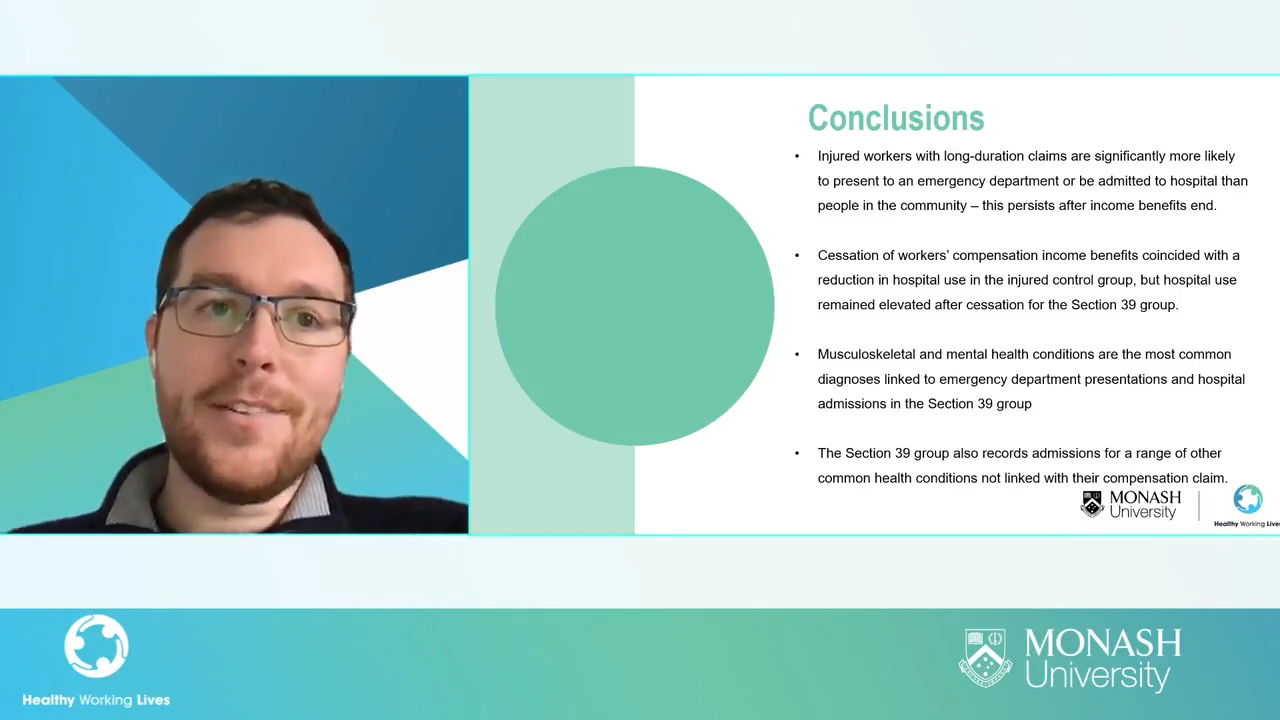 Conclusions
• Injured workers with long-duration claims are significantly more likely
to present to an emergency department or be admitted to hospital than
people in the community – this persists after income benefits end.
• Cessation of workers’ compensation income benefits coincided with a
reduction in hospital use in the injured control group, but hospital use
remained elevated after cessation for the Section 39 group.
• Musculoskeletal and mental health conditions are the most common
diagnoses linked to emergency department presentations and hospital
admissions in the Section 39 group
• The Section 39 group also records admissions for a range of other
common health conditions not linked with their compensation claim.
MONASH
University
Healthy Working Lives
Healthy Working Lives
MONASH
University